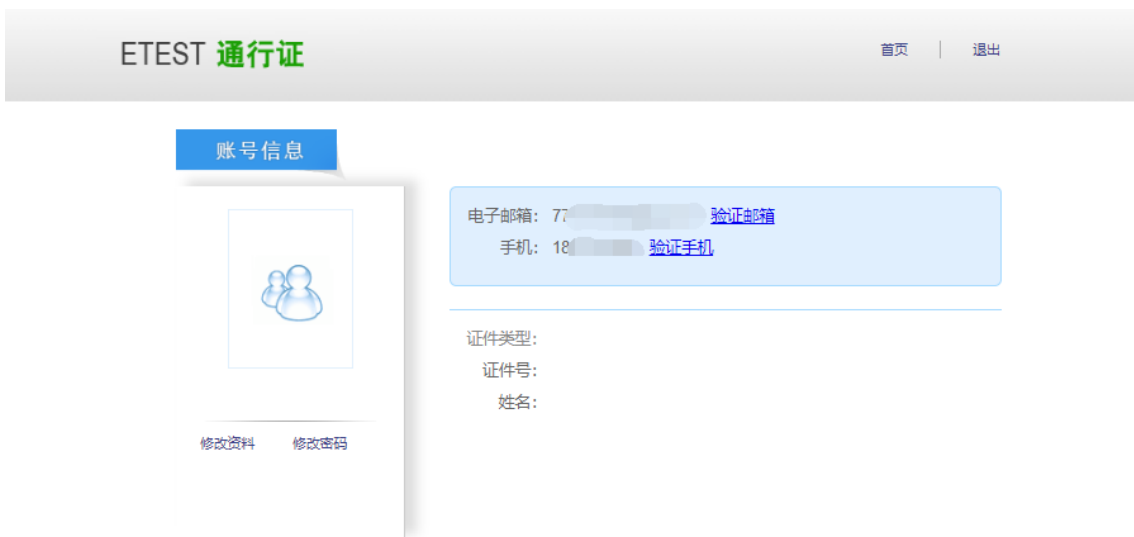 ETEST 通行证
首页 | 退出
账号信息
电子邮箱: 77 验证邮箱
手机: 18 验证手机
证件类型:
证件号:
姓名:
修改资料 修改密码